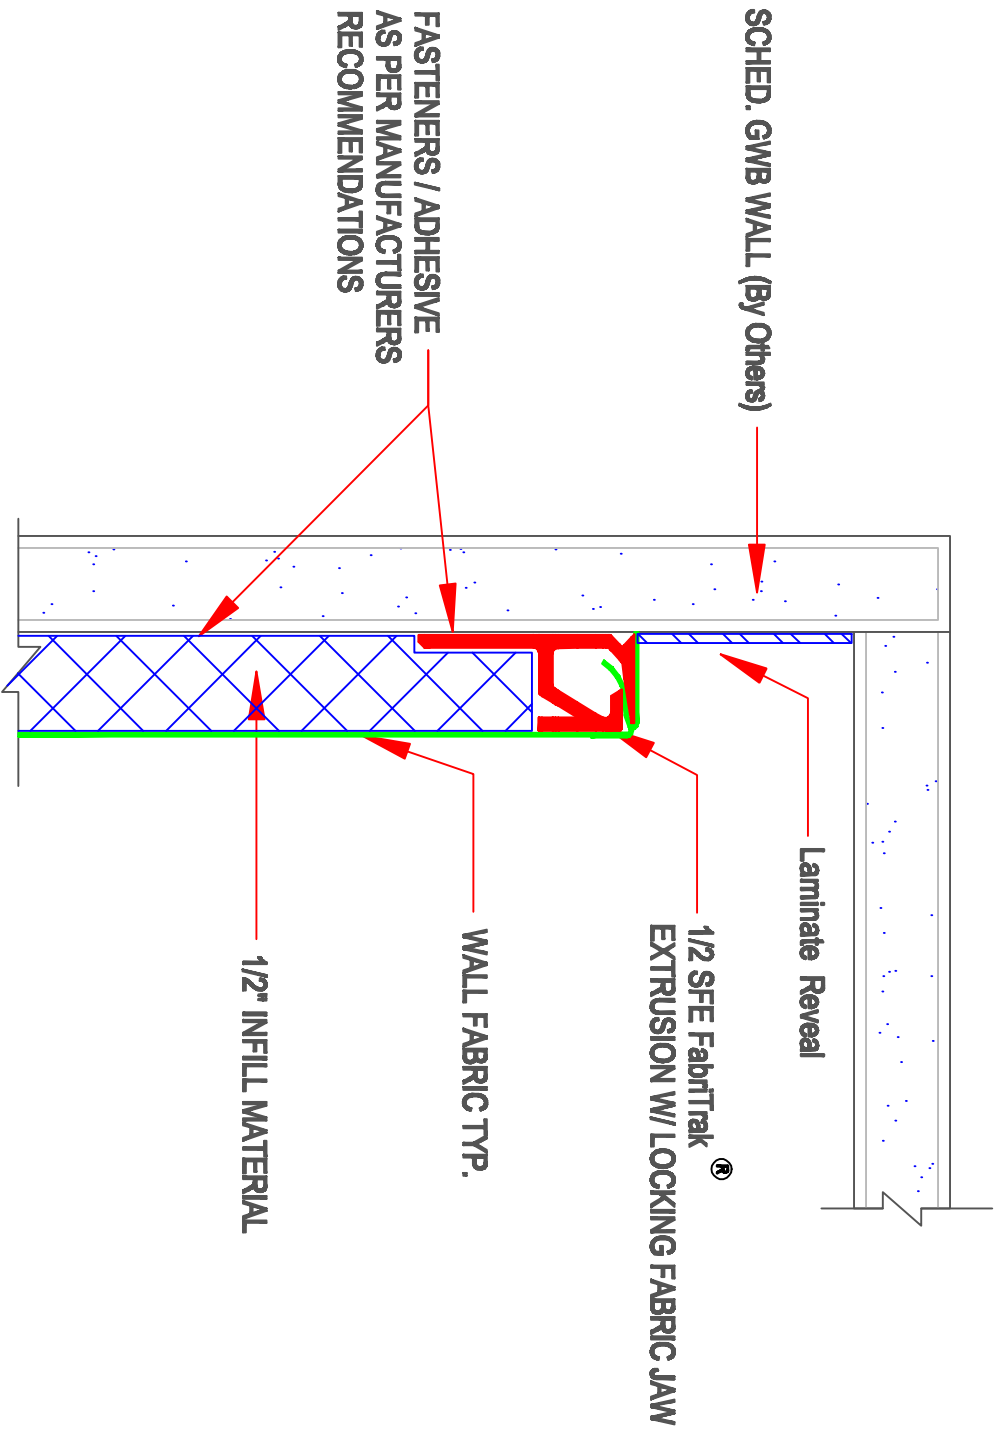 SCHED. GWB WALL (By Others)
FASTENERS / ADHESIVE
AS PER MANUFACTURERS
RECOMMENDATIONS
Laminate Reveal
1/2 SFE FabriTrak ®
EXTRUSION W/ LOCKING FABRIC JAW
WALL FABRIC TYP.
1/2" INFILL MATERIAL